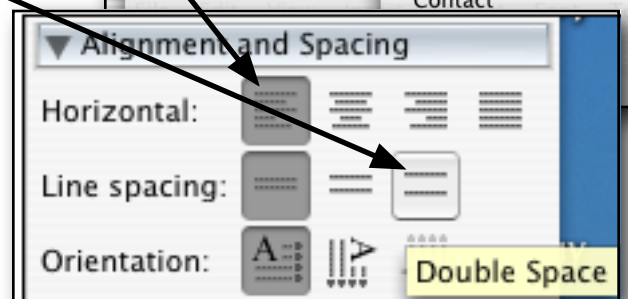 Contact
Alignment and Spacing
Horizontal:
Line spacing:
Orientation:
A
Double Space